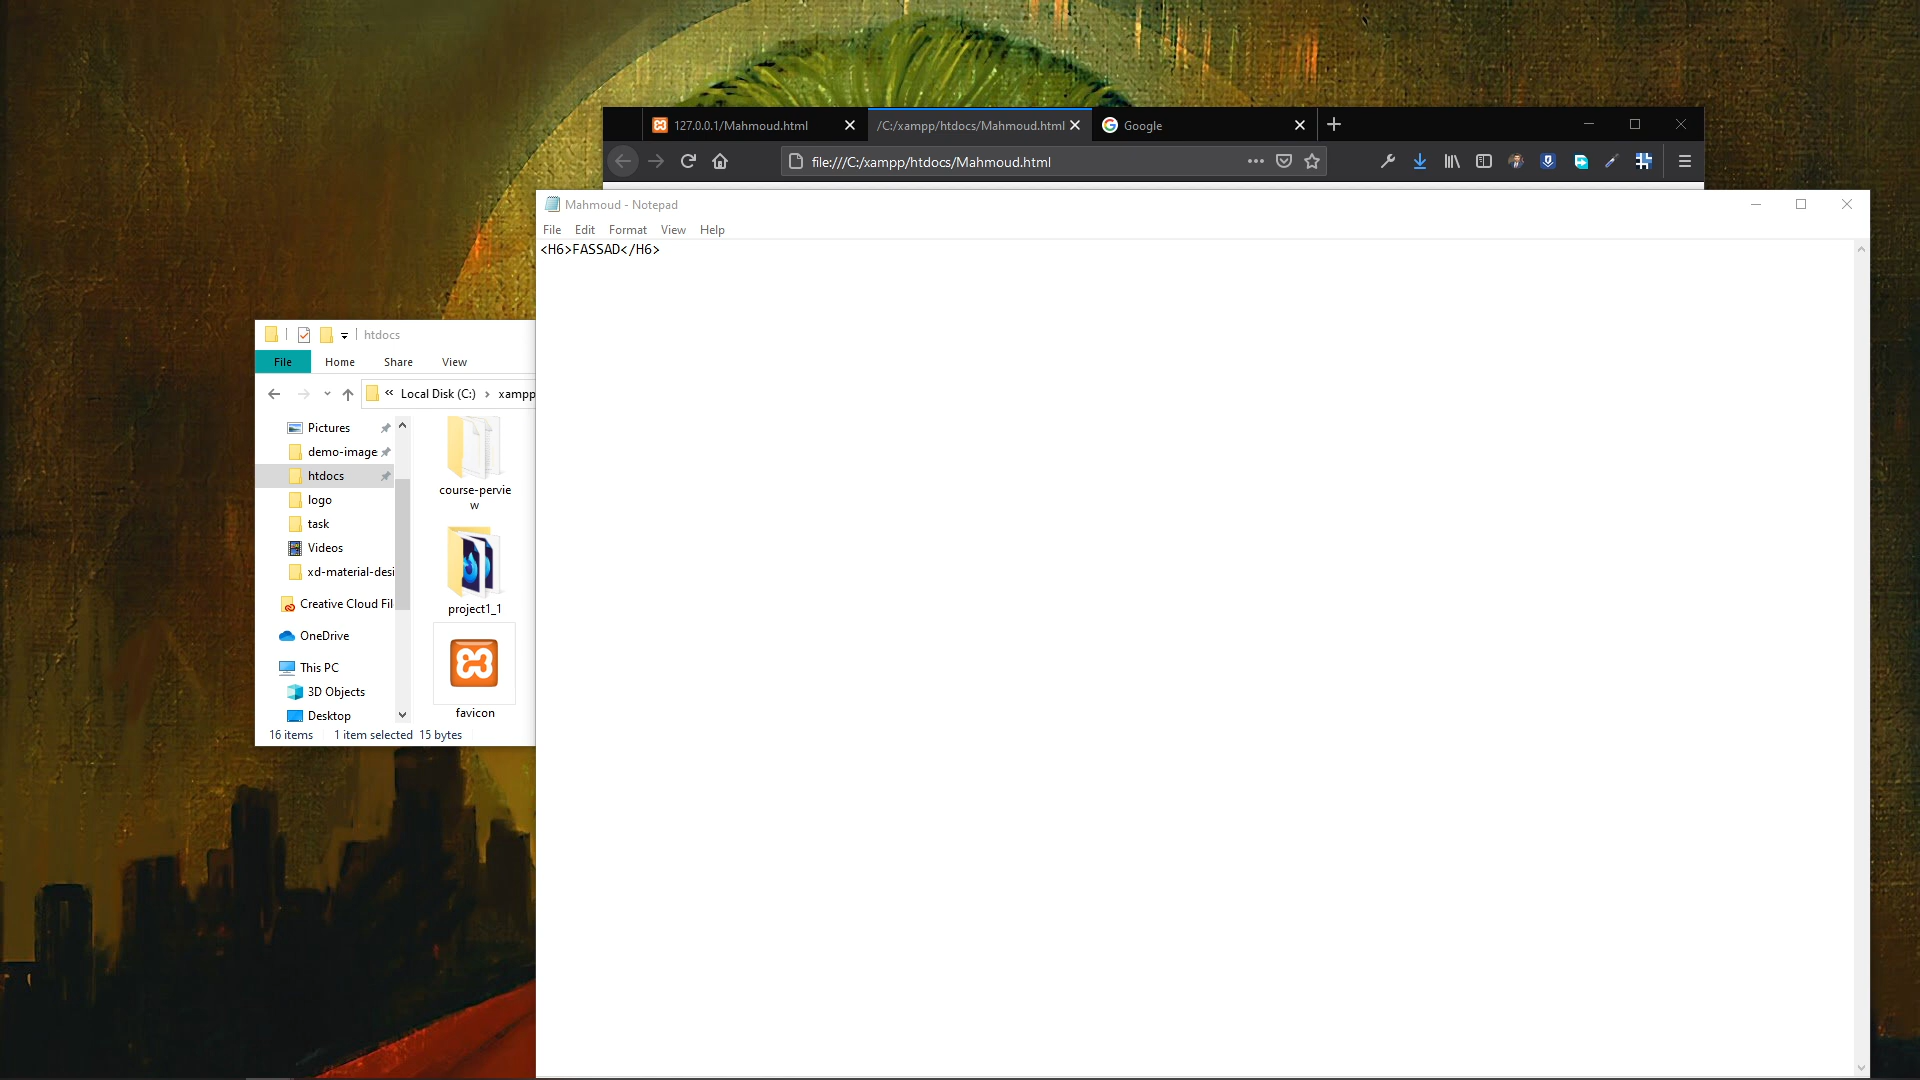 127.0.0.1/Mahmoud.html
/C:/xampp/htdocs/Mahmoud.html
Google
file:///C:/xampp/htdocs/Mahmoud.html
Mahmoud - Notepad
File Edit Format View Help
<H6>FASSAD</H6>
htdocs
File Home Share View
« Local Disk (C:) › xampp
Pictures
demo-image
htdocs
logo
task
Videos
xd-material-desi
Creative Cloud Fil
OneDrive
This PC
3D Objects
Desktop
course-pervie
w
project1_1
favicon
16 items 1 item selected 15 bytes